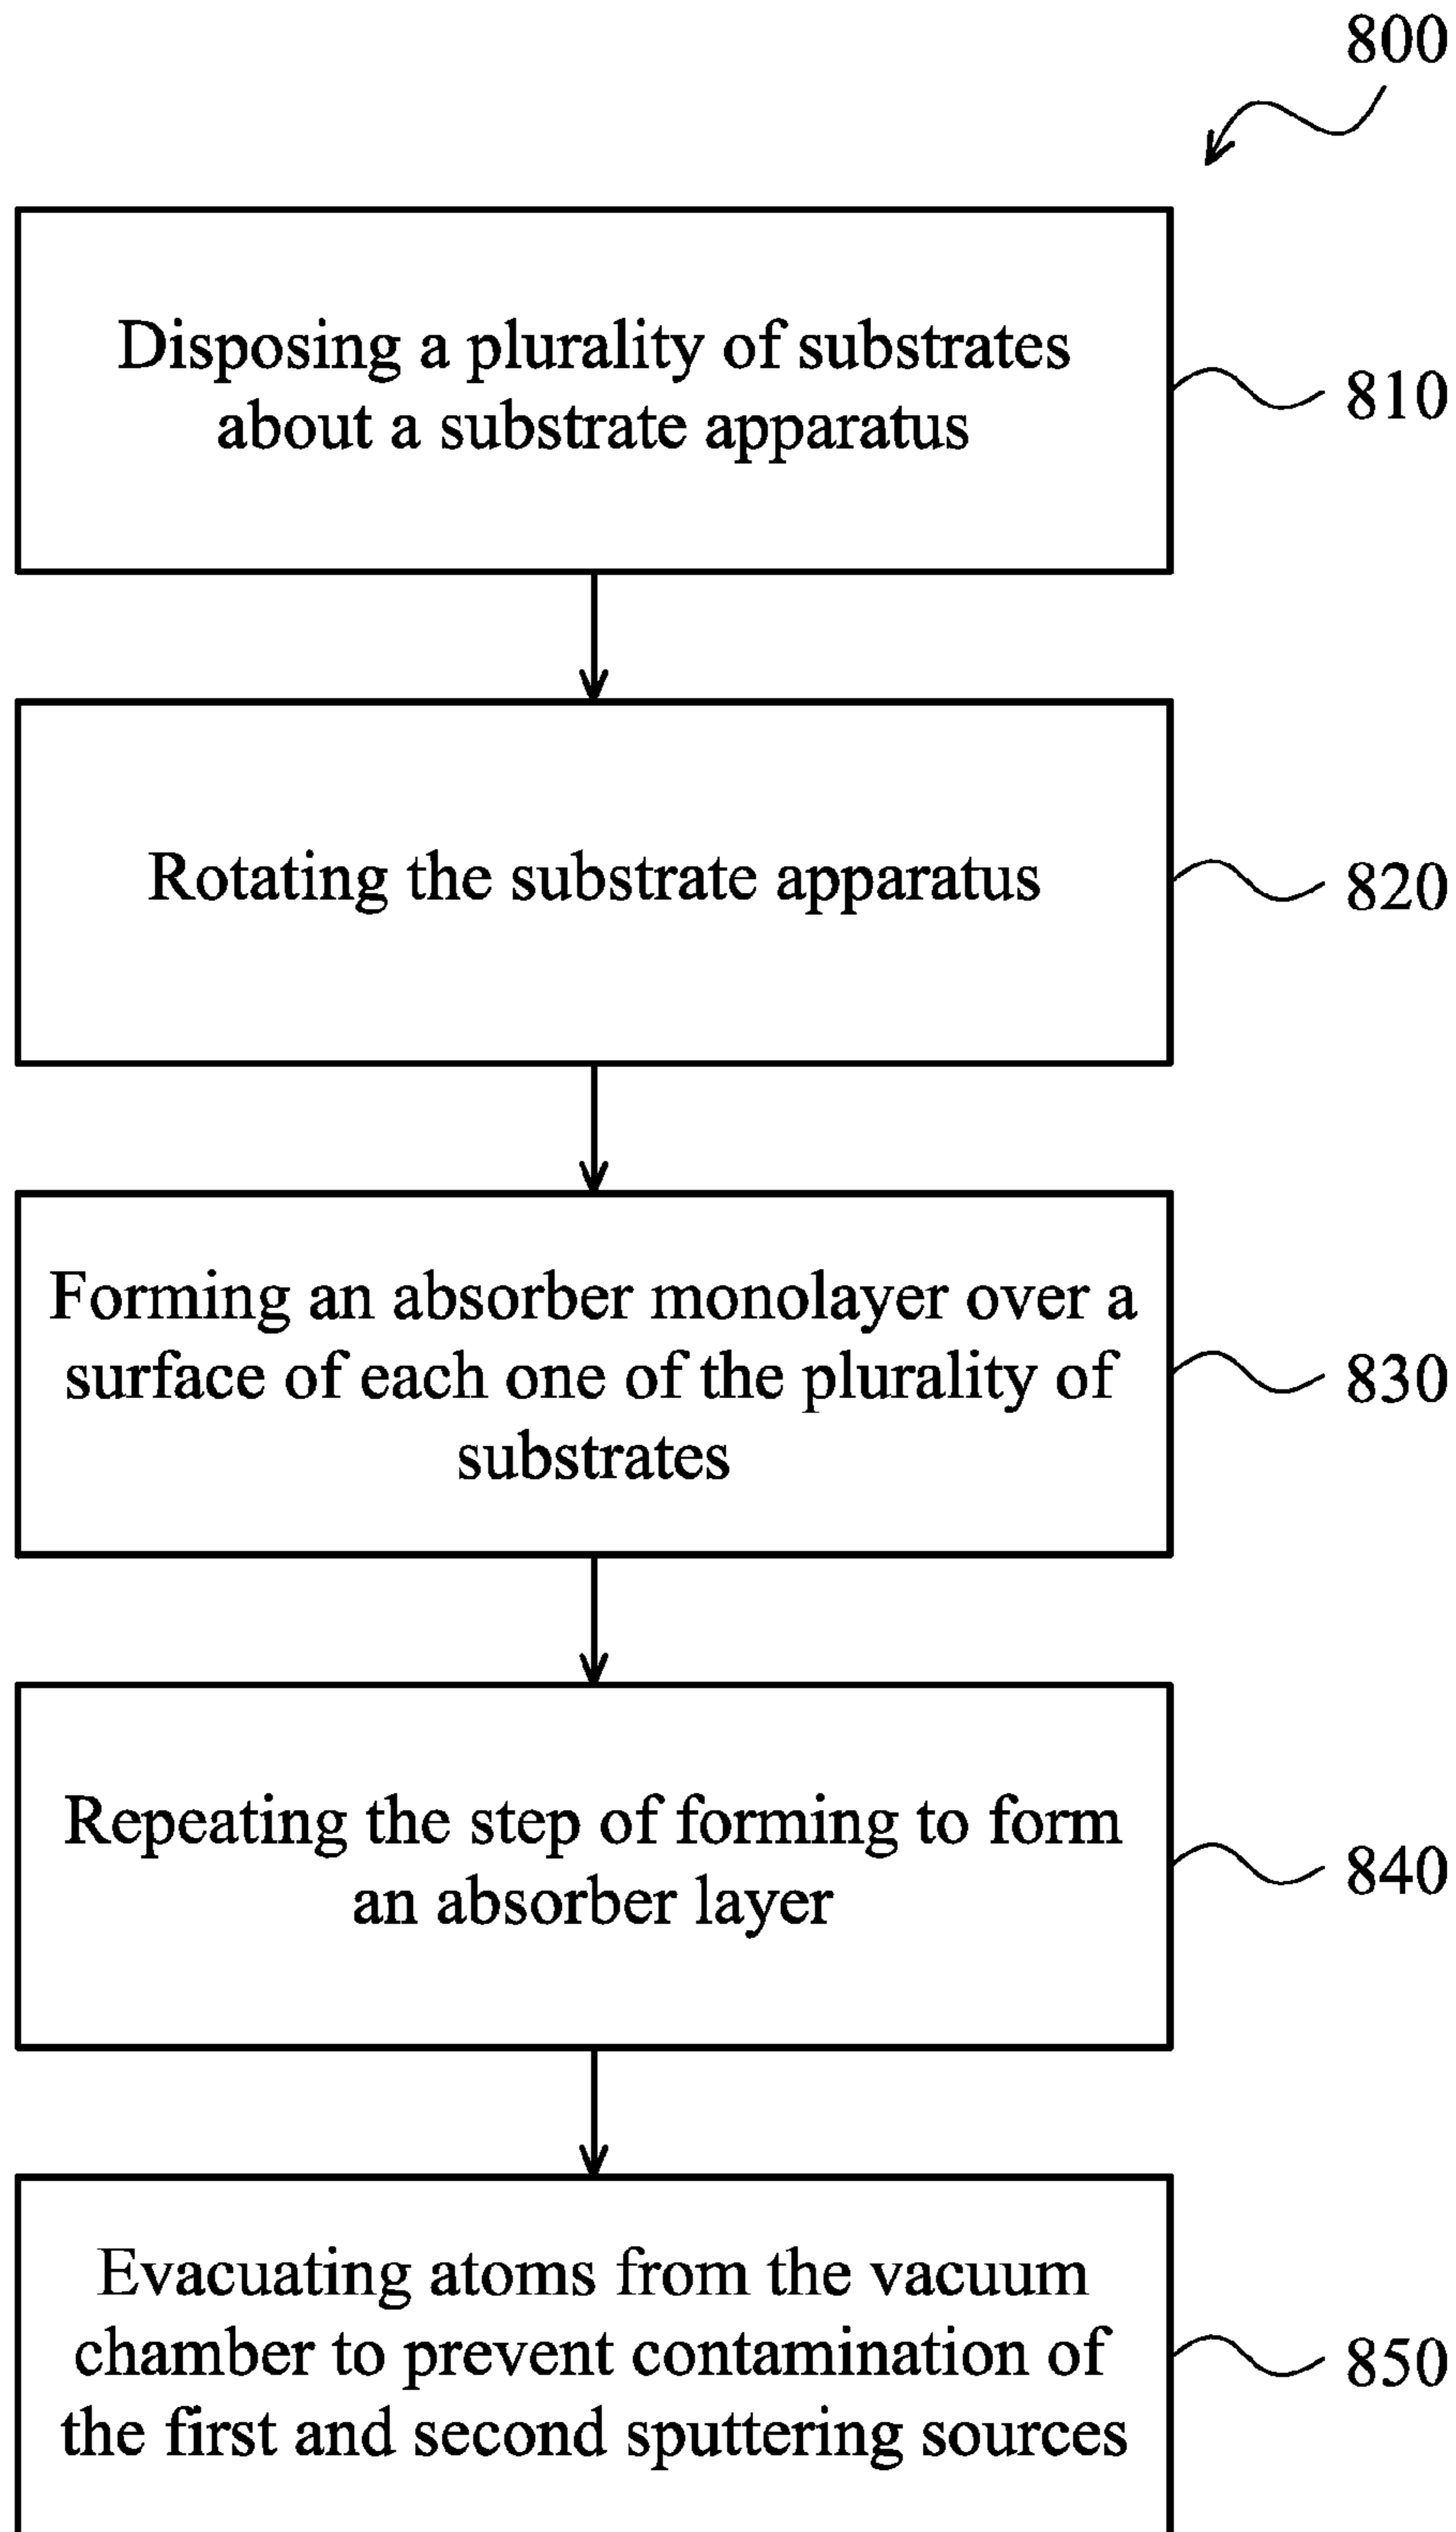 800
Disposing a plurality of substrates
about a substrate apparatus
810
Rotating the substrate apparatus
820
Forming an absorber monolayer over a
surface of each one of the plurality of
substrates
830
Repeating the step of forming to form
an absorber layer
840
Evacuating atoms from the vacuum
chamber to prevent contamination of
the first and second sputtering sources
850